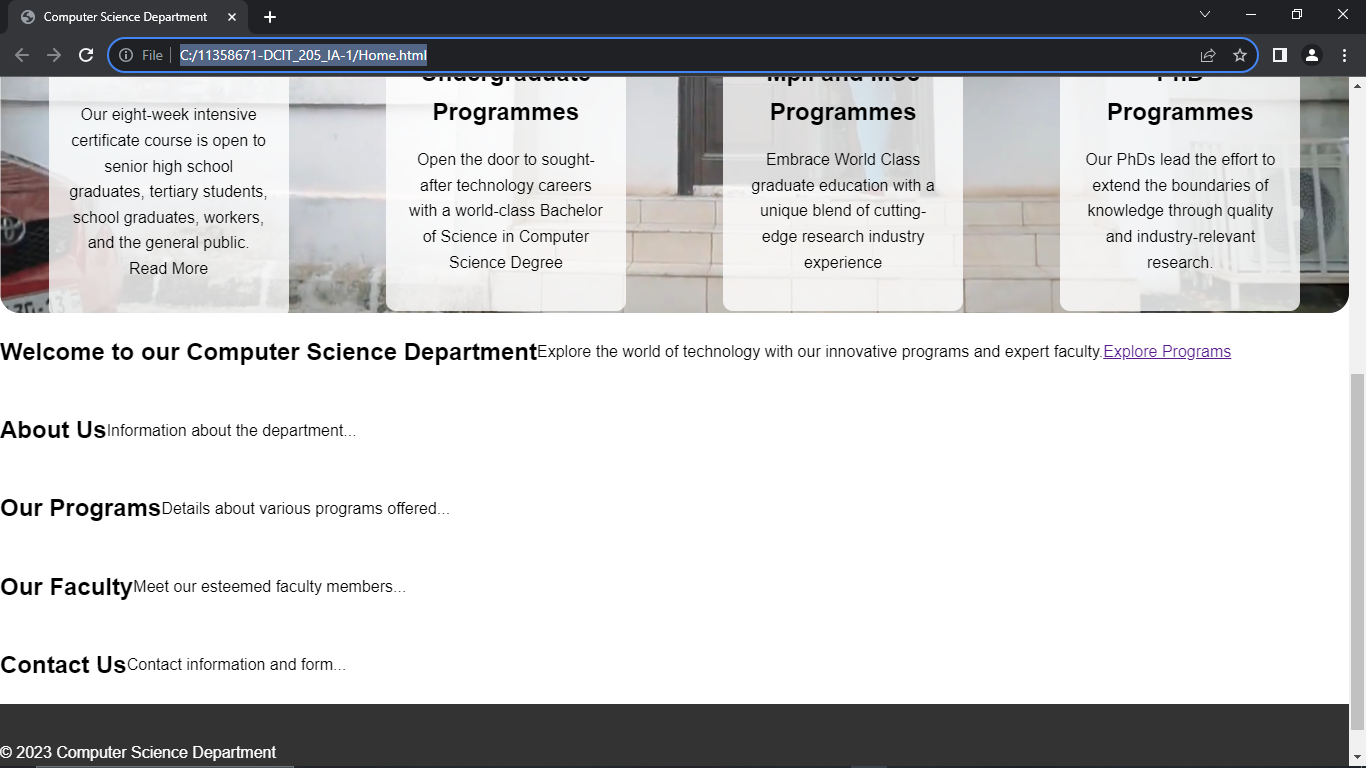 Computer Science Department
File
C:/11358671-DCIT_205_IA-1/Home.html
Our eight-week intensive
certificate course is open to
senior high school
graduates, tertiary students,
school graduates, workers,
and the general public.
Read More
Undergraduate
Programmes
Open the door to sought-
after technology careers
with a world-class Bachelor
of Science in Computer
Science Degree
Mphil and MSc
Programmes
Embrace World Class
graduate education with a
unique blend of cutting-
edge research industry
experience
PhD
Programmes
Our PhDs lead the effort to
extend the boundaries of
knowledge through quality
and industry-relevant
research.
Welcome to our Computer Science Department Explore the world of technology with our innovative programs and expert faculty. Explore Programs
About Us Information about the department...
Our Programs Details about various programs offered...
Our Faculty Meet our esteemed faculty members...
Contact Us Contact information and form...
© 2023 Computer Science Department